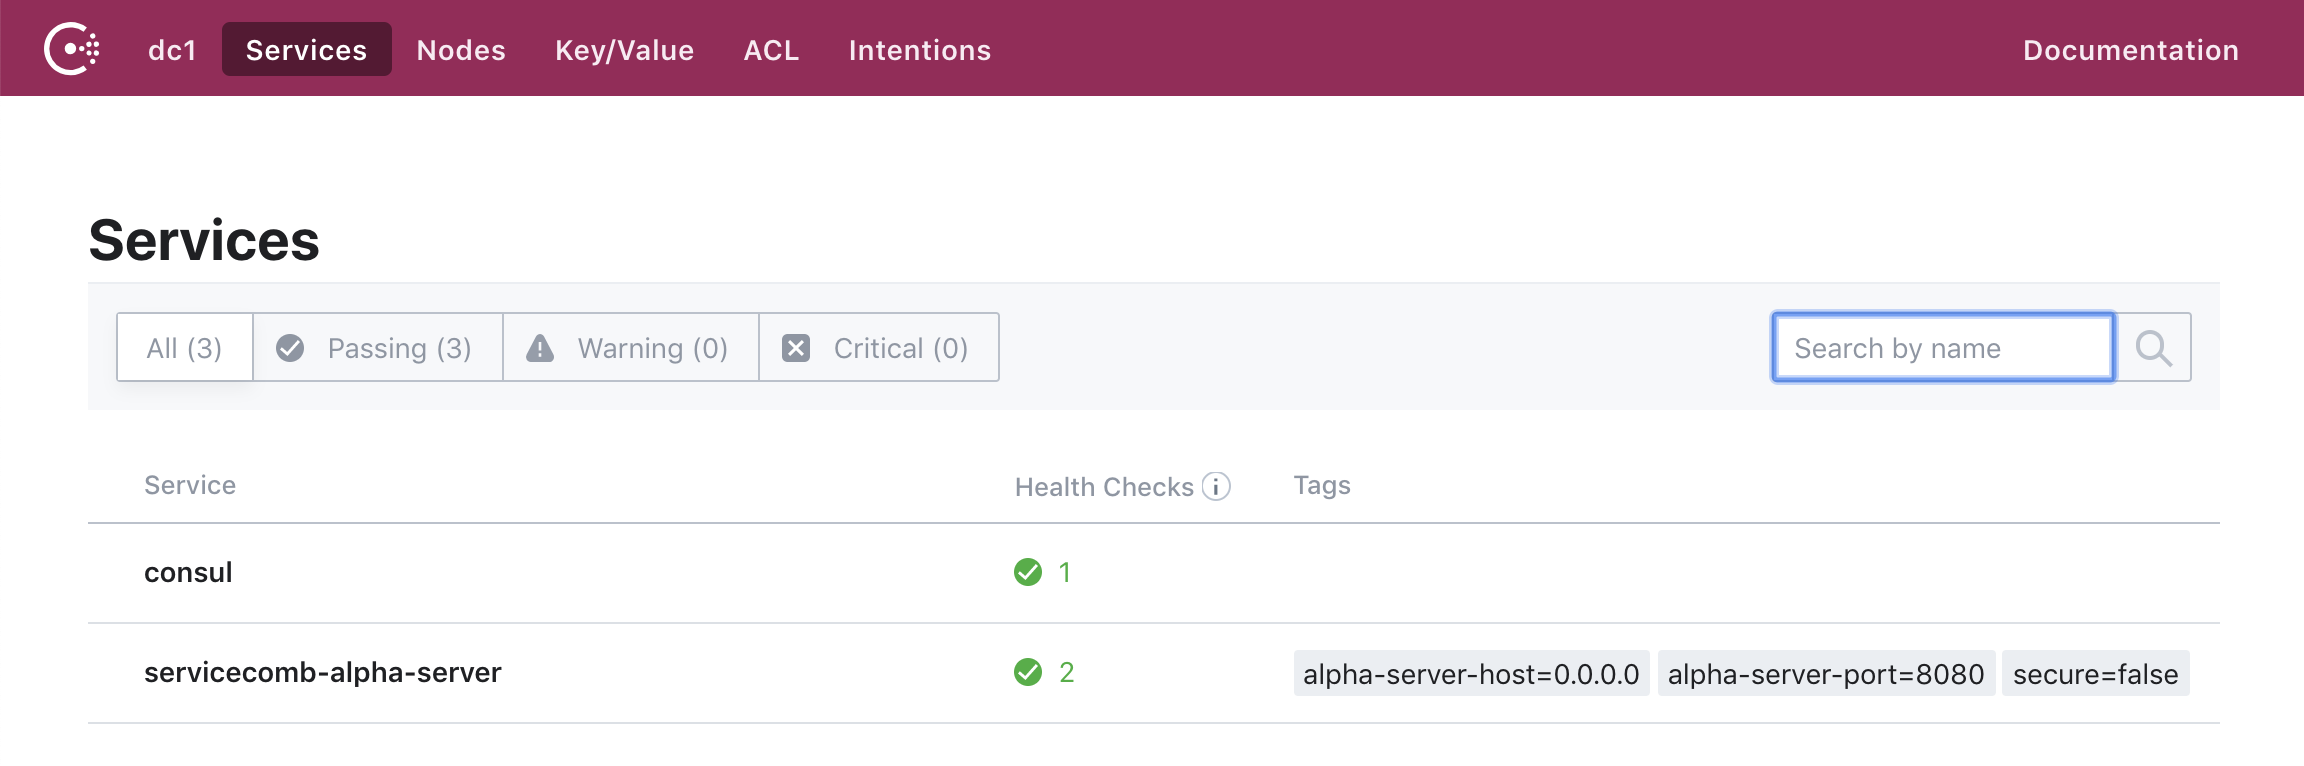 dc1 Services Nodes Key/Value ACL Intentions Documentation
Services
All (3) Passing (3) Warning (0) Critical (0) Search by name
Service Health Checks Tags
consul 1
servicecomb-alpha-server 2 alpha-server-host=0.0.0.0 alpha-server-port=8080 secure=false